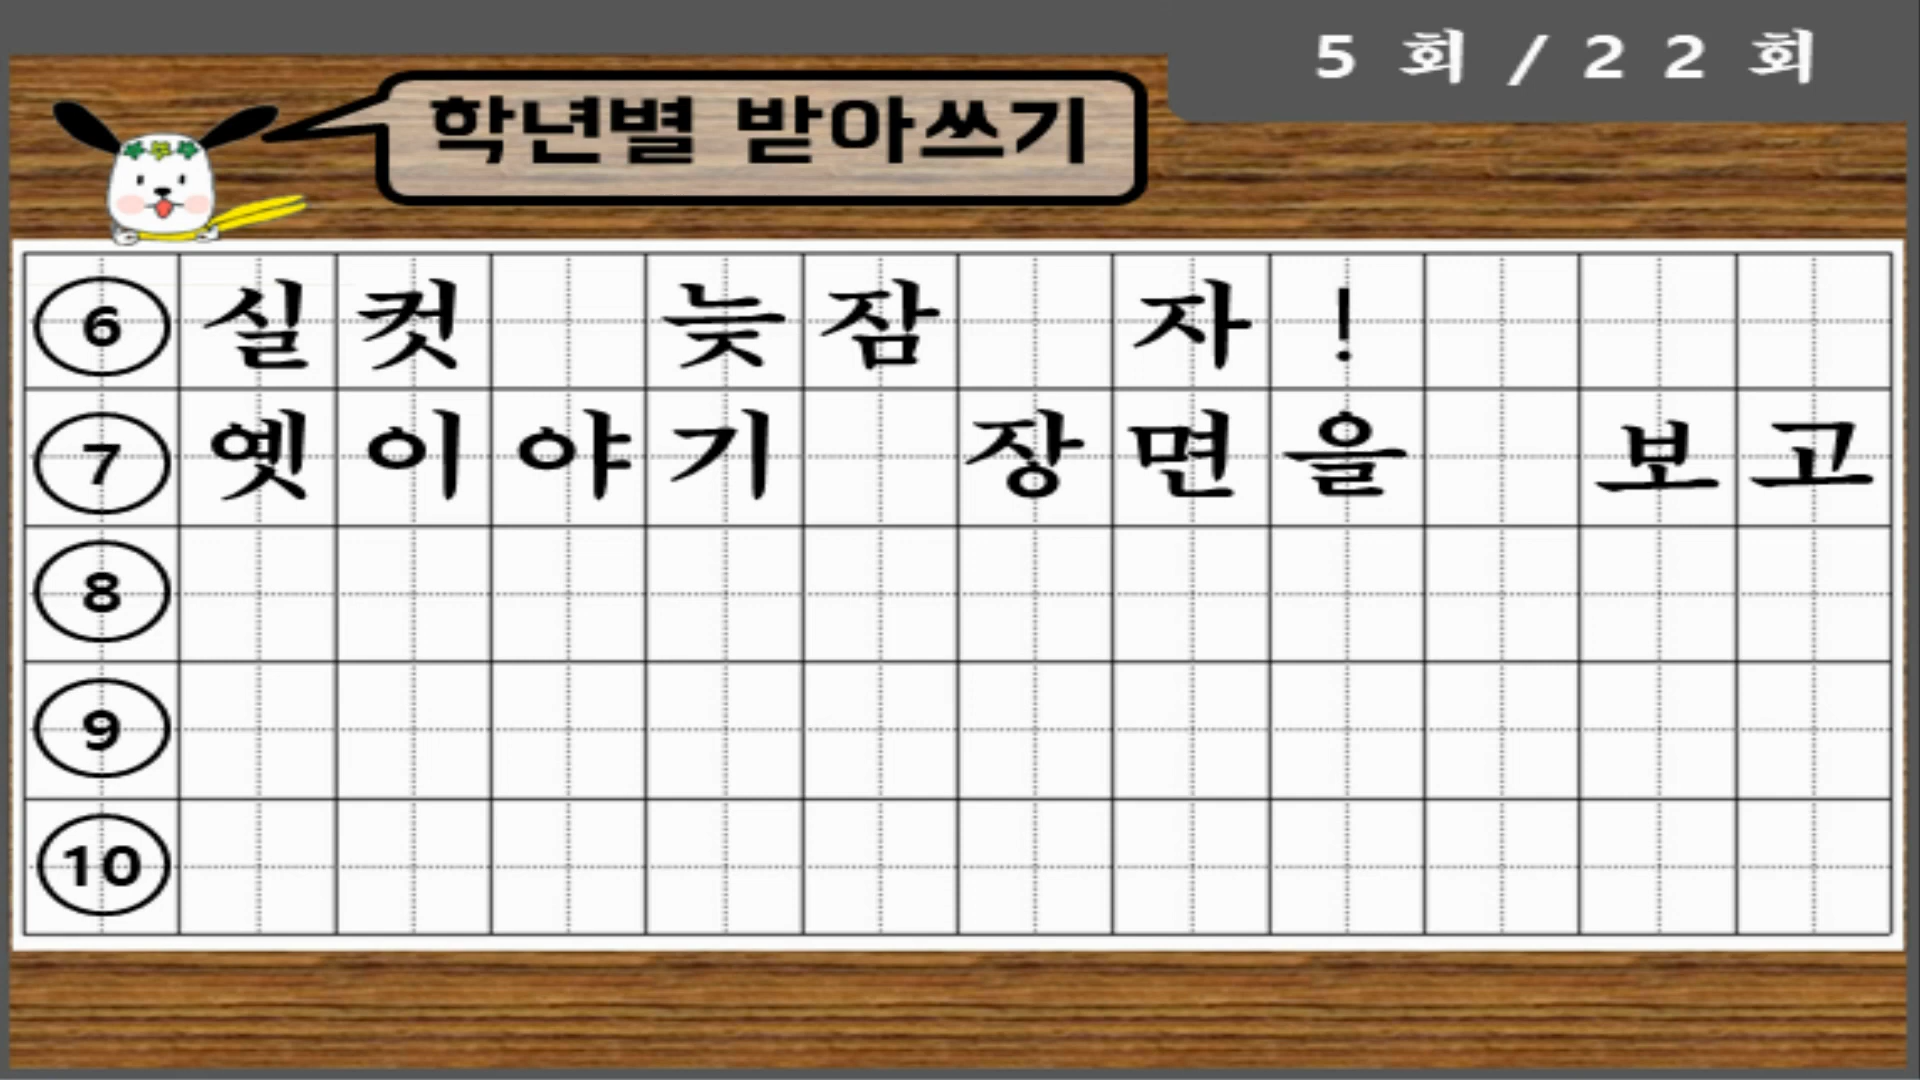 5 회 / 2 2 회
학년별 받아쓰기
6 실컷 늦잠 자!
7 옛이야기 장면을 보고
8
9
10